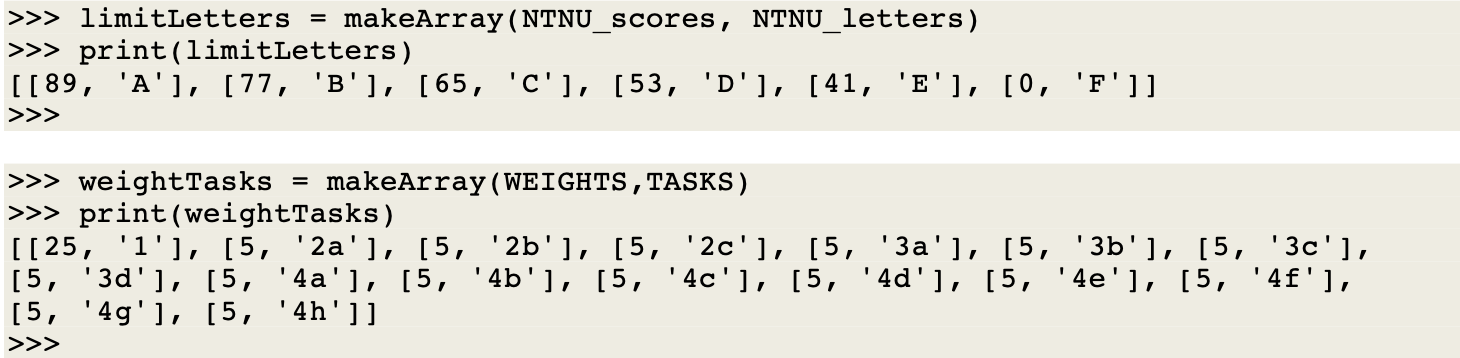 >>> limitLetters = makeArray(NTNU_scores, NTNU_letters)
>>> print(limitLetters)
[[89, 'A'], [77, 'B'], [65, 'C'], [53, 'D'], [41, 'E'], [0, 'F']]
>>>
>>> weightTasks = makeArray(WEIGHTS,TASKS)
>>> print(weightTasks)
[[25, '1'], [5, '2a'], [5, '2b'], [5, '2c'], [5, '3a'], [5, '3b'], [5, '3c'],
[5, '3d'], [5, '4a'], [5, '4b'], [5, '4c'], [5, '4d'], [5, '4e'], [5, '4f'],
[5, '4g'], [5, '4h']]
>>>